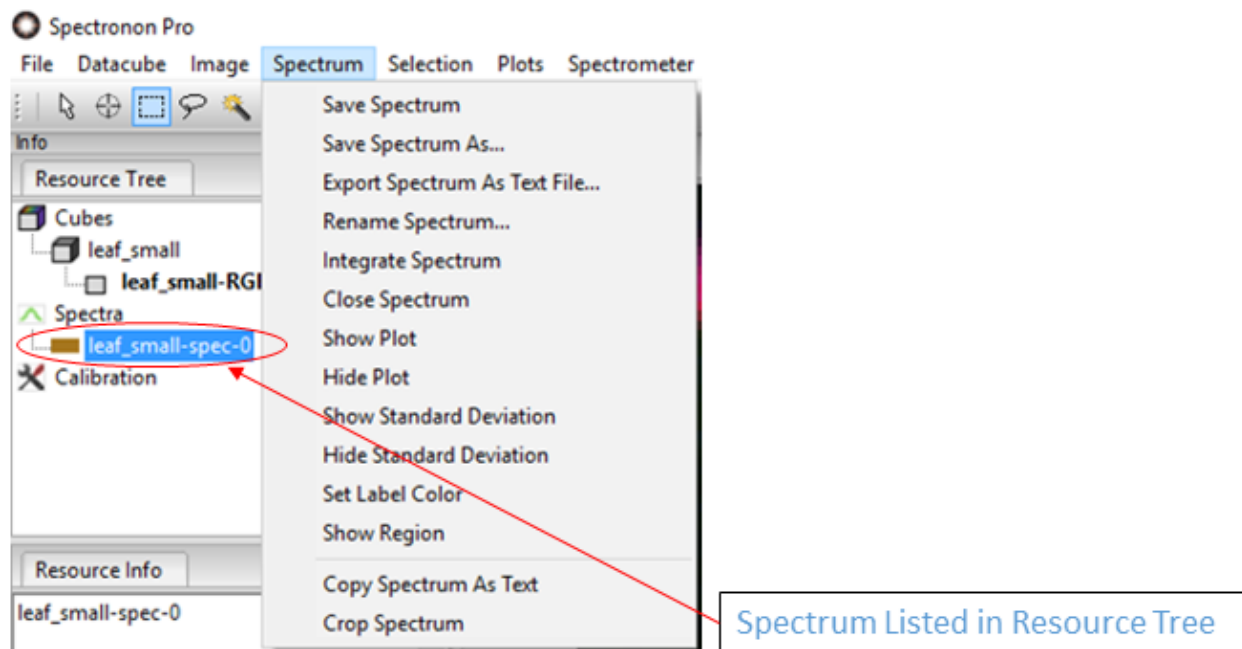 Spectronon Pro
File Datacube Image Spectrum Selection Plots Spectrometer
Info
Resource Tree
Cubes
leaf_small
leaf_small-RGI
Spectra
leaf_small-spec-0
Calibration
Resource Info
leaf_small-spec-0
Save Spectrum
Save Spectrum As...
Export Spectrum As Text File...
Rename Spectrum...
Integrate Spectrum
Close Spectrum
Show Plot
Hide Plot
Show Standard Deviation
Hide Standard Deviation
Set Label Color
Show Region
Copy Spectrum As Text
Crop Spectrum
Spectrum Listed in Resource Tree